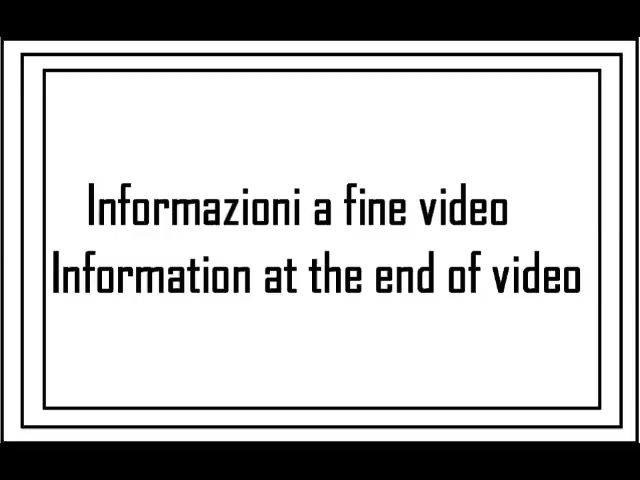 Informazioni a fine video
Information at the end of video